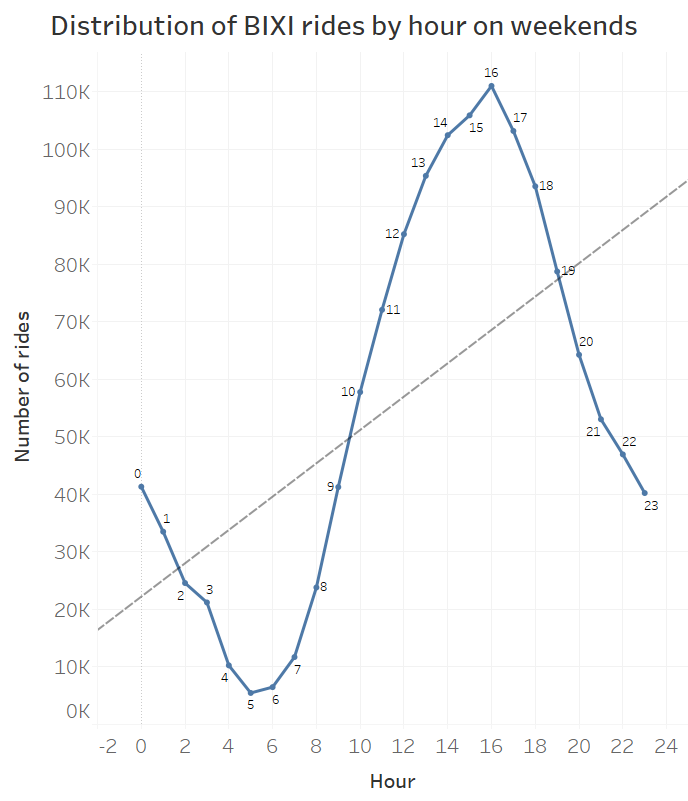 Distribution of BIXI rides by hour on weekends
110K
100K
90K
80K
70K
60K
50K
40K
30K
20K
10K
0K
Number of rides
0
1
2
3
4
5
6
7
8
9
10
11
12
13
14
15
16
17
18
19
20
21
22
23
-2 0 2 4 6 8 10 12 14 16 18 20 22 24
Hour